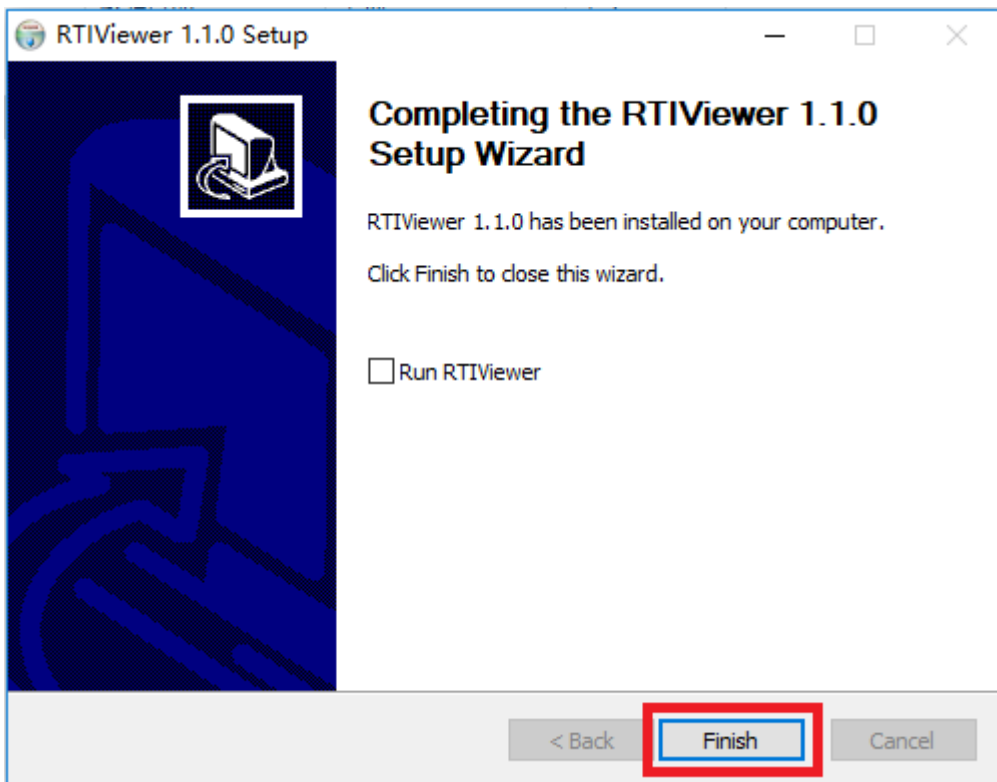 RTIViewer 1.1.0 Setup
Completing the RTIViewer 1.1.0
Setup Wizard
RTIViewer 1.1.0 has been installed on your computer.
Click Finish to close this wizard.
Run RTIViewer
< Back Finish Cancel